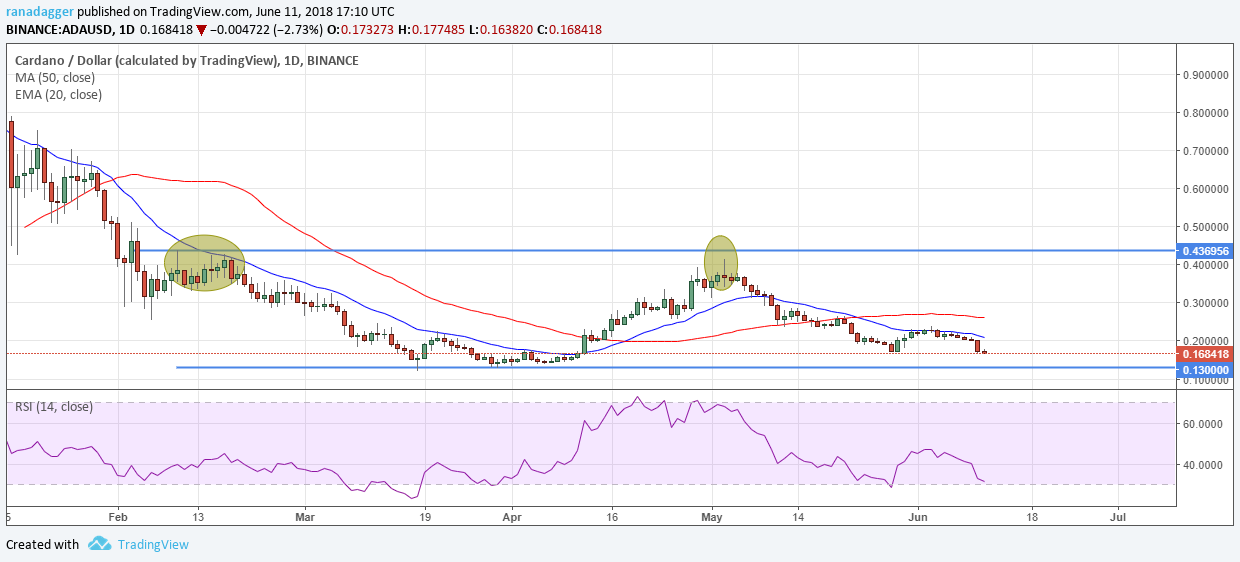 ranadagger published on TradingView.com, June 11, 2018 17:10 UTC
BINANCE:ADAUSD, 1D 0.168418 ▼ −0.004722 (−2.73%) O:0.173273 H:0.177485 L:0.163820 C:0.168418
Cardano / Dollar (calculated by TradingView), 1D, BINANCE
MA (50, close)
EMA (20, close)
0.900000
0.800000
0.700000
0.600000
0.500000
0.436956
0.400000
0.300000
0.200000
0.168418
0.130000
0.100000
RSI (14, close)
60.0000
40.0000
5 Feb 13 Mar 19 Apr 16 May 14 Jun 18 Jul
Created with TradingView